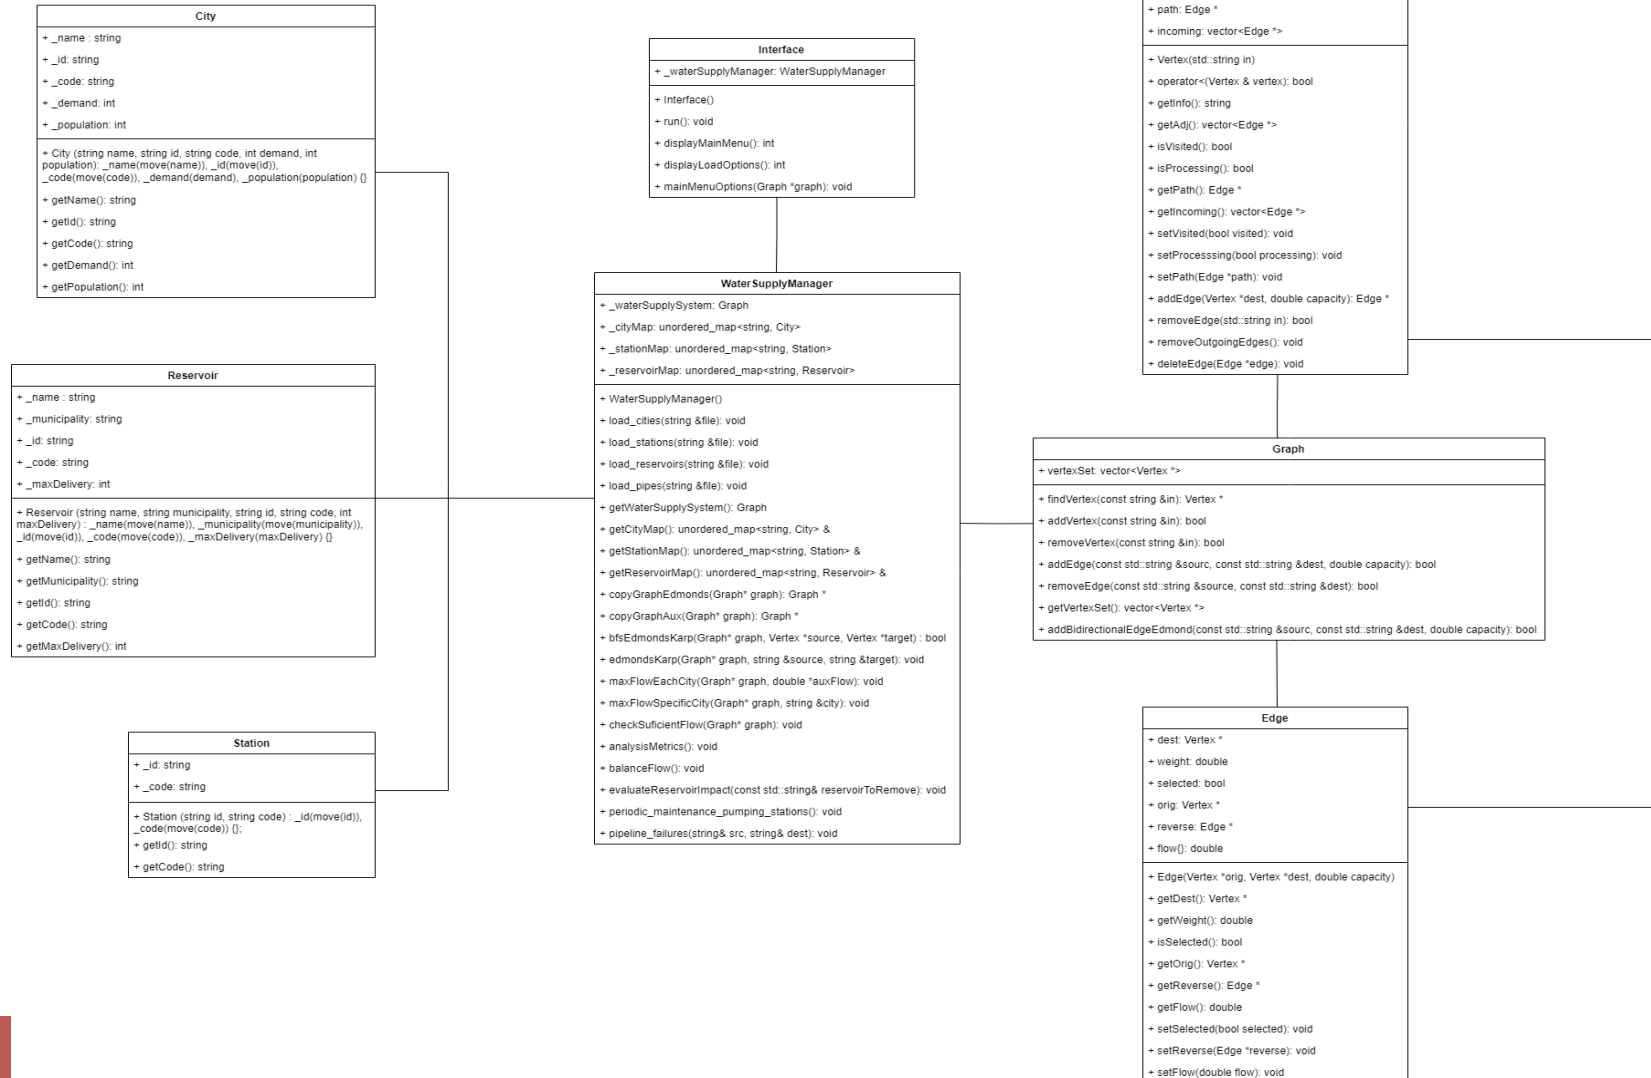 City
+ _name : string
+ _id: string
+ _code: string
+ _demand: int
+ _population: int
+ City (string name, string id, string code, int demand, int
population): _name(move(name)), _id(move(id)),
_code(move(code)), _demand(demand), _population(population) {}
+ getName(): string
+ getId(): string
+ getCode(): string
+ getDemand(): int
+ getPopulation(): int
Reservoir
+ _name : string
+ _municipality: string
+ _id: string
+ _code: string
+ _maxDelivery: int
+ Reservoir (string name, string municipality, string id, string code, int
maxDelivery) : _name(move(name)), _municipality(move(municipality)),
_id(move(id)), _code(move(code)), _maxDelivery(maxDelivery) {}
+ getName(): string
+ getMunicipality(): string
+ getId(): string
+ getCode(): string
+ getMaxDelivery(): int
Station
+ _id: string
+ _code: string
+ Station (string id, string code) : _id(move(id)),
_code(move(code)) {};
+ getId(): string
+ getCode(): string
Interface
+ _waterSupplyManager: WaterSupplyManager
+ Interface()
+ run(): void
+ displayMainMenu(): int
+ displayLoadOptions(): int
+ mainMenuOptions(Graph *graph): void
WaterSupplyManager
+ _waterSupplySystem: Graph
+ _cityMap: unordered_map<string, City>
+ _stationMap: unordered_map<string, Station>
+ _reservoirMap: unordered_map<string, Reservoir>
+ WaterSupplyManager()
+ load_cities(string &file): void
+ load_stations(string &file): void
+ load_reservoirs(string &file): void
+ load_pipes(string &file): void
+ getWaterSupplySystem(): Graph
+ getCityMap(): unordered_map<string, City> &
+ getStationMap(): unordered_map<string, Station> &
+ getReservoirMap(): unordered_map<string, Reservoir> &
+ copyGraphEdmonds(Graph* graph): Graph *
+ copyGraphAux(Graph* graph): Graph *
+ bfsEdmondsKarp(Graph* graph, Vertex *source, Vertex *target) : bool
+ edmondsKarp(Graph* graph, string &source, string &target): void
+ maxFlowEachCity(Graph* graph, double *auxFlow): void
+ maxFlowSpecificCity(Graph* graph, string &city): void
+ checkSuficientFlow(Graph* graph): void
+ analysisMetrics(): void
+ balanceFlow(): void
+ evaluateReservoirImpact(const std::string& reservoirToRemove): void
+ periodic_maintenance_pumping_stations(): void
+ pipeline_failures(string& src, string& dest): void
+ path: Edge *
+ incoming: vector<Edge *>
+ Vertex(std::string in)
+ operator<(Vertex & vertex): bool
+ getInfo(): string
+ getAdj(): vector<Edge *>
+ isVisited(): bool
+ isProcessing(): bool
+ getPath(): Edge *
+ getIncoming(): vector<Edge *>
+ setVisited(bool visited): void
+ setProcesssing(bool processing): void
+ setPath(Edge *path): void
+ addEdge(Vertex *dest, double capacity): Edge *
+ removeEdge(std::string in): bool
+ removeOutgoingEdges(): void
+ deleteEdge(Edge *edge): void
Graph
+ vertexSet: vector<Vertex *>
+ findVertex(const string &in): Vertex *
+ addVertex(const string &in): bool
+ removeVertex(const string &in): bool
+ addEdge(const std::string &sourc, const std::string &dest, double capacity): bool
+ removeEdge(const std::string &source, const std::string &dest): bool
+ getVertexSet(): vector<Vertex *>
+ addBidirectionalEdgeEdmond(const std::string &sourc, const std::string &dest, double capacity): bool
Edge
+ dest: Vertex *
+ weight: double
+ selected: bool
+ orig: Vertex *
+ reverse: Edge *
+ flow{}: double
+ Edge(Vertex *orig, Vertex *dest, double capacity)
+ getDest(): Vertex *
+ getWeight(): double
+ isSelected(): bool
+ getOrig(): Vertex *
+ getReverse(): Edge *
+ getFlow(): double
+ setSelected(bool selected): void
+ setReverse(Edge *reverse): void
+ setFlow(double flow): void